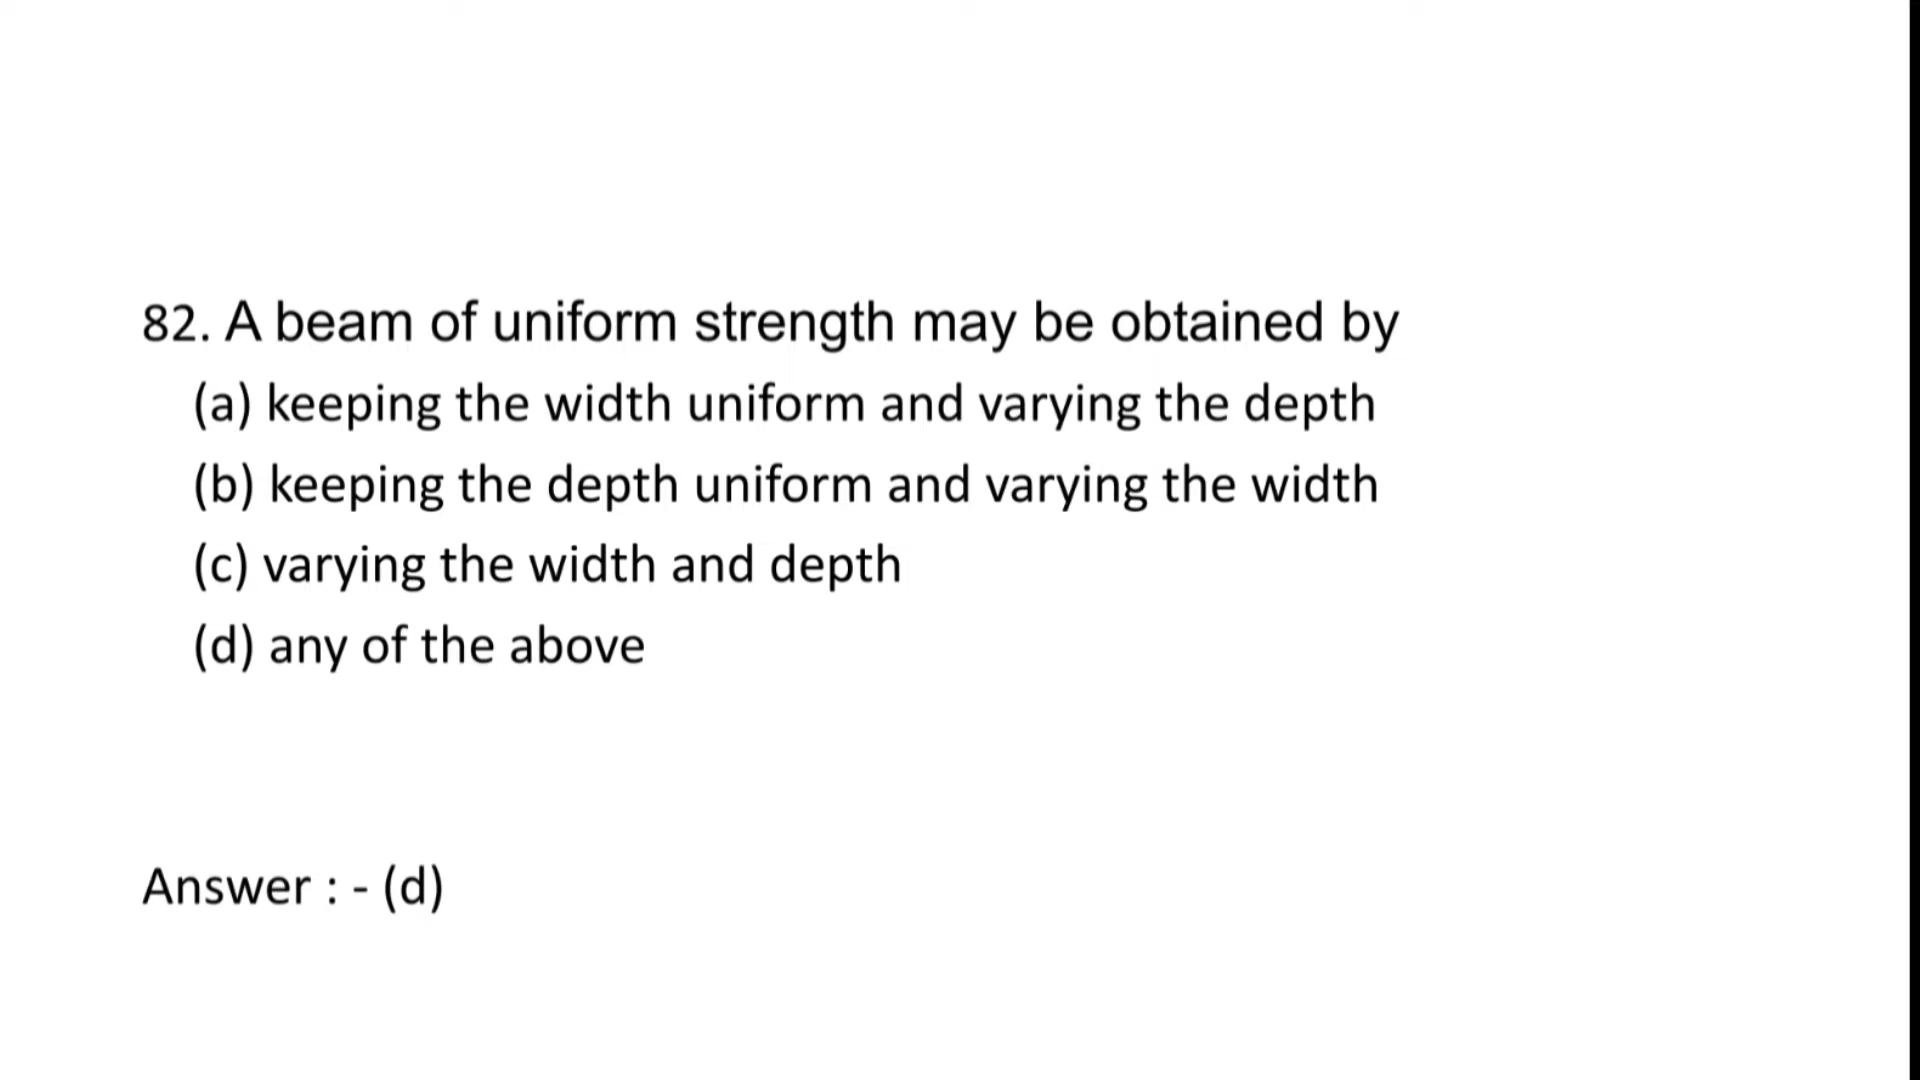 82. A beam of uniform strength may be obtained by
(a) keeping the width uniform and varying the depth
(b) keeping the depth uniform and varying the width
(c) varying the width and depth
(d) any of the above
Answer : - (d)